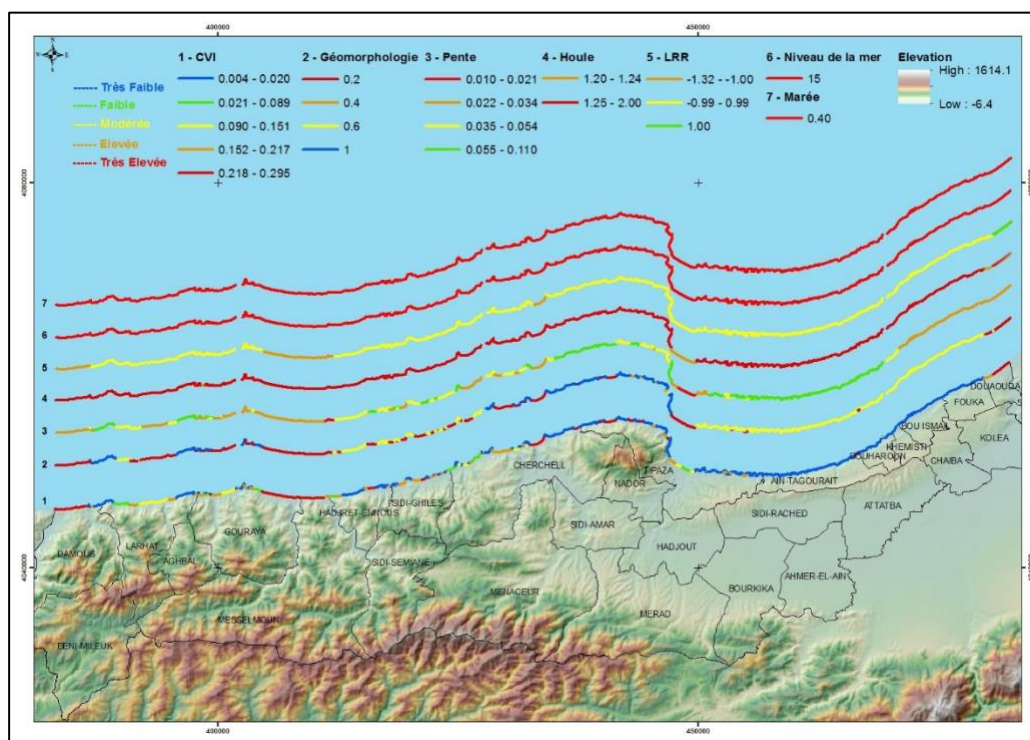 400000 450000
N
W E
S
1 - CVI 2 - Géomorphologie 3 - Pente 4 - Houle 5 - LRR 6 - Niveau de la mer Elevation
0.004 - 0.020 0.2 0.010 - 0.021 1.20 - 1.24 -1.32 - -1.00 15 High : 1614.1
Très Faible
0.021 - 0.089 0.4 0.022 - 0.034 1.25 - 2.00 -0.99 - 0.99 7 - Marée Low : -6.4
Faible
0.090 - 0.151 0.6 0.035 - 0.054 1.00 0.40
Modérée
0.152 - 0.217 1 0.055 - 0.110
Elevée
Très Elevée
0.218 - 0.295
7
6
5
4
3
2
1
DOUAOUDA
FOUKA
BOU ISMAIL
KOLEA
KHEMISTI
BOUHAROUN
CHAIBA
CHERCHELL
TIPAZA
NADOR
AIN-TAGOURAIT
ATTATBA
SIDI-GHILES
HADJRET-ENNOUS
SIDI-RACHED
SIDI-AMAR
GOURAYA
LARHAT
DAMOUS
AGHBAL
HADJOUT
SIDI-SEMIANE
AHMER-EL-AIN
BOURKIKA
MENACEUR
MERAD
MESSELMOUN
BENI-MILEUK
400000 450000